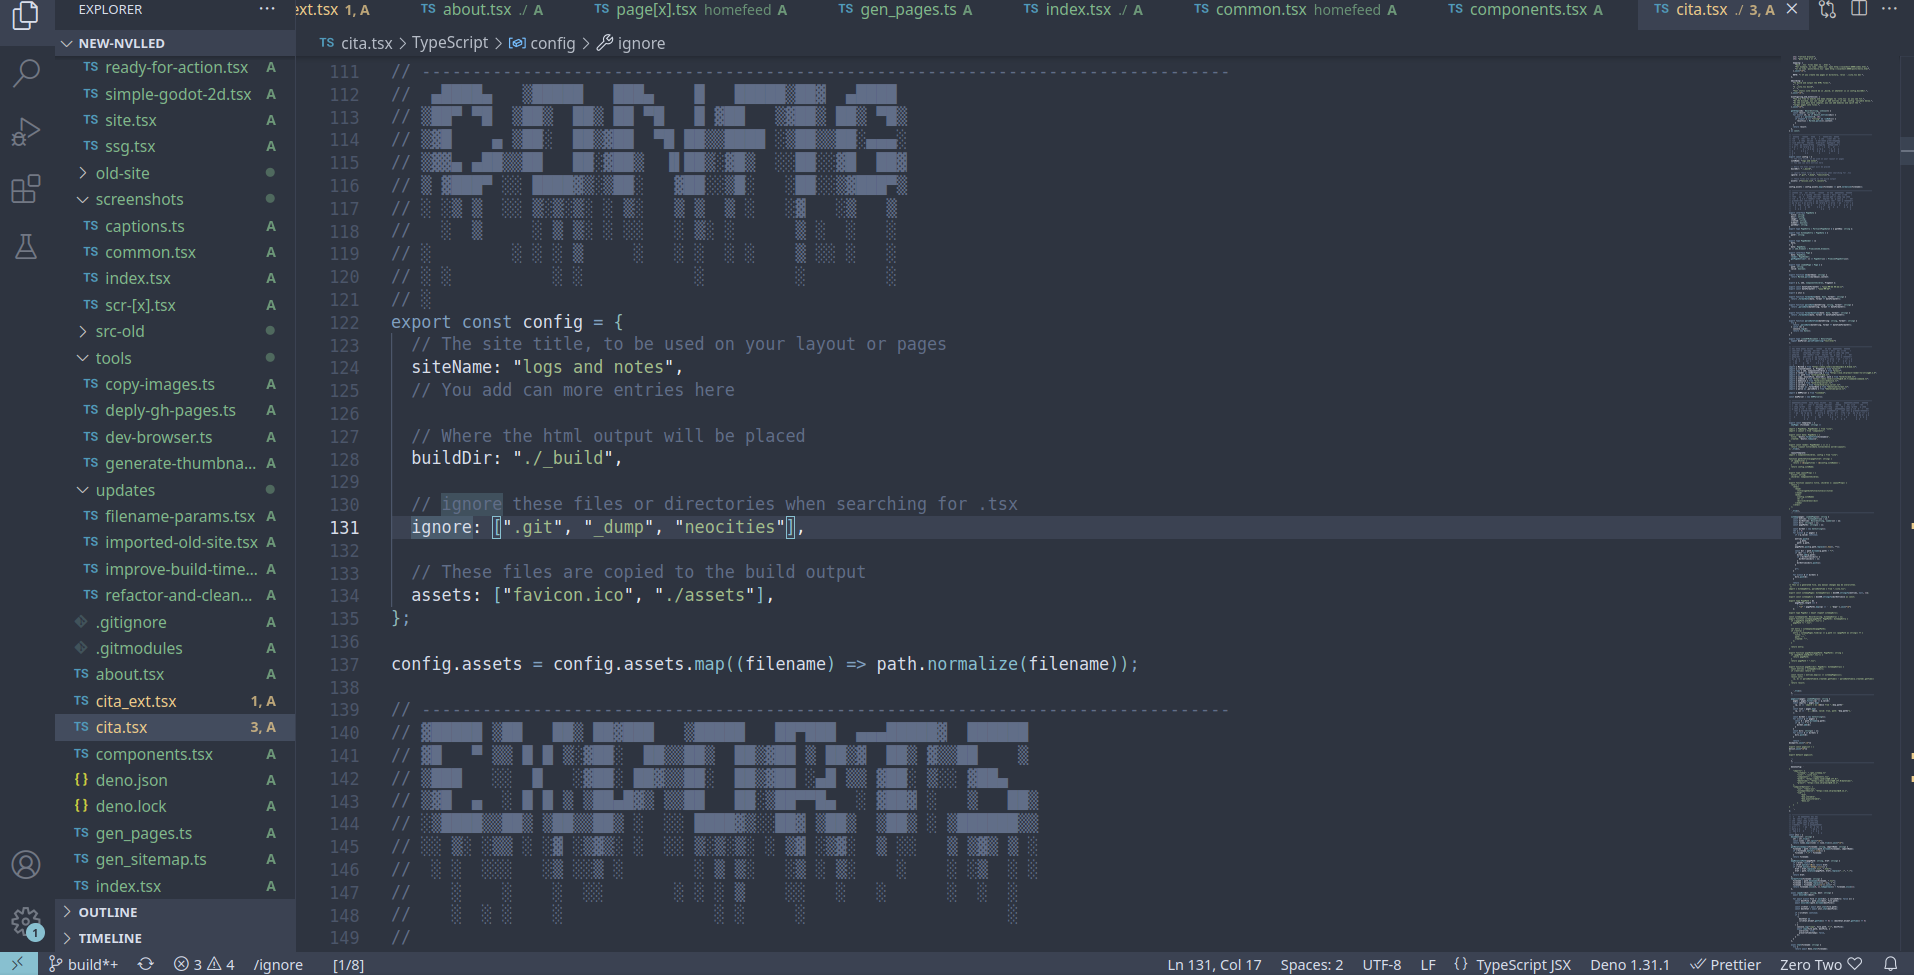 EXPLORER ···
ext.tsx 1, A TS about.tsx ./ A TS page[x].tsx homefeed A TS gen_pages.ts A TS index.tsx ./ A TS common.tsx homefeed A TS components.tsx A TS cita.tsx ./ 3, A
NEW-NVLLED
TS cita.tsx > TypeScript > config > ignore
TS ready-for-action.tsx A
TS simple-godot-2d.tsx A
TS site.tsx A
TS ssg.tsx A
old-site
screenshots
TS captions.ts A
TS common.tsx A
TS index.tsx A
TS scr-[x].tsx A
src-old
tools
TS copy-images.ts A
TS deply-gh-pages.ts A
TS dev-browser.ts A
TS generate-thumbna... A
updates
TS filename-params.tsx A
TS imported-old-site.tsx A
TS improve-build-time... A
TS refactor-and-clean... A
.gitignore A
.gitmodules A
TS about.tsx A
TS cita_ext.tsx 1, A
TS cita.tsx 3, A
TS components.tsx A
{} deno.json A
{} deno.lock A
TS gen_pages.ts A
TS gen_sitemap.ts A
TS index.tsx A
OUTLINE
1
TIMELINE
111 // --------------------------------------------------------------------------------
112 //
113 //
114 //
115 //
116 //
117 //
118 //
119 //
120 //
121 //
122 export const config = {
123 // The site title, to be used on your layout or pages
124 siteName: "logs and notes",
125 // You add can more entries here
126
127 // Where the html output will be placed
128 buildDir: "./_build",
129
130 // ignore these files or directories when searching for .tsx
131 ignore: [".git", "_dump", "neocities"],
132
133 // These files are copied to the build output
134 assets: ["favicon.ico", "./assets"],
135 };
136
137 config.assets = config.assets.map((filename) => path.normalize(filename));
138
139 // --------------------------------------------------------------------------------
140 //
141 //
142 //
143 //
144 //
145 //
146 //
147 //
148 //
149 //
build*+ 3 4 /ignore [1/8] Ln 131, Col 17 Spaces: 2 UTF-8 LF {} TypeScript JSX Deno 1.31.1 Prettier Zero Two